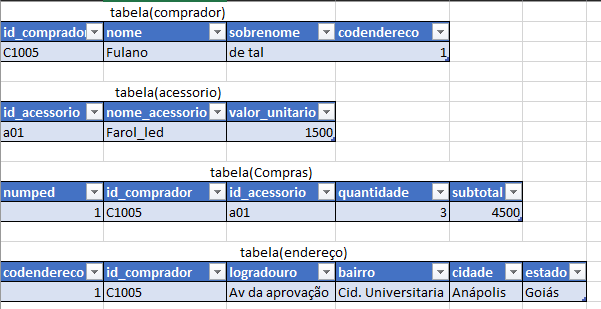 tabela(comprador)
id_comprador nome sobrenome codendereco
C1005 Fulano de tal 1
tabela(acessorio)
id_acessorio nome_acessorio valor_unitario
a01 Farol_led 1500
tabela(Compras)
numped id_comprador id_acessorio quantidade subtotal
1 C1005 a01 3 4500
tabela(endereço)
codendereco id_comprador logradouro bairro cidade estado
1 C1005 Av da aprovação Cid. Universitaria Anápolis Goiás